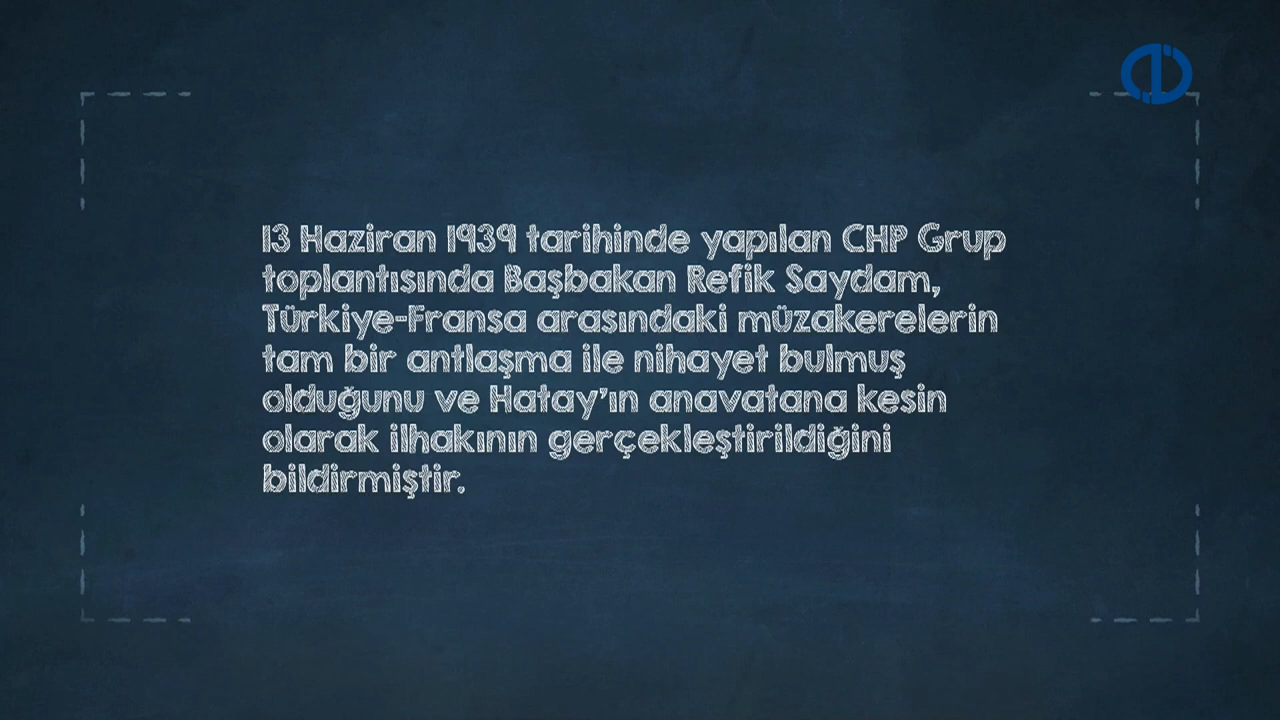 13 Haziran 1939 tarihinde yapılan CHP Grup
toplantısında Başbakan Refik Saydam,
Türkiye-Fransa arasındaki müzakerelerin
tam bir antlaşma ile nihayet bulmuş
olduğunu ve Hatay'ın anavatana kesin
olarak ilhakının gerçekleştirildiğini
bildirmiştir.